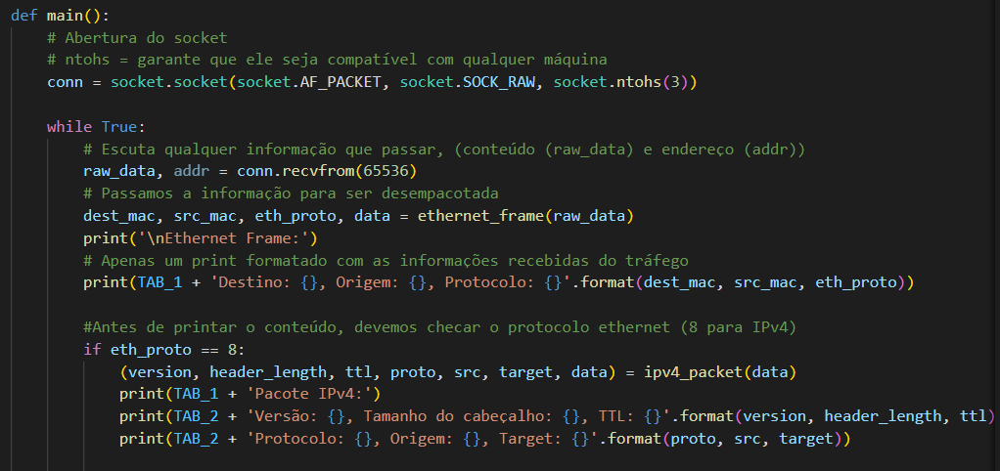 def main():
    # Abertura do socket
    # ntohs = garante que ele seja compatível com qualquer máquina
    conn = socket.socket(socket.AF_PACKET, socket.SOCK_RAW, socket.ntohs(3))

    while True:
        # Escuta qualquer informação que passar, (conteúdo (raw_data) e endereço (addr))
        raw_data, addr = conn.recvfrom(65536)
        # Passamos a informação para ser desempacotada
        dest_mac, src_mac, eth_proto, data = ethernet_frame(raw_data)
        print('\nEthernet Frame:')
        # Apenas um print formatado com as informações recebidas do tráfego
        print(TAB_1 + 'Destino: {}, Origem: {}, Protocolo: {}'.format(dest_mac, src_mac, eth_proto))

        #Antes de printar o conteúdo, devemos checar o protocolo ethernet (8 para IPv4)
        if eth_proto == 8:
            (version, header_length, ttl, proto, src, target, data) = ipv4_packet(data)
            print(TAB_1 + 'Pacote IPv4:')
            print(TAB_2 + 'Versão: {}, Tamanho do cabeçalho: {}, TTL: {}'.format(version, header_length, ttl)
            print(TAB_2 + 'Protocolo: {}, Origem: {}, Target: {}'.format(proto, src, target))